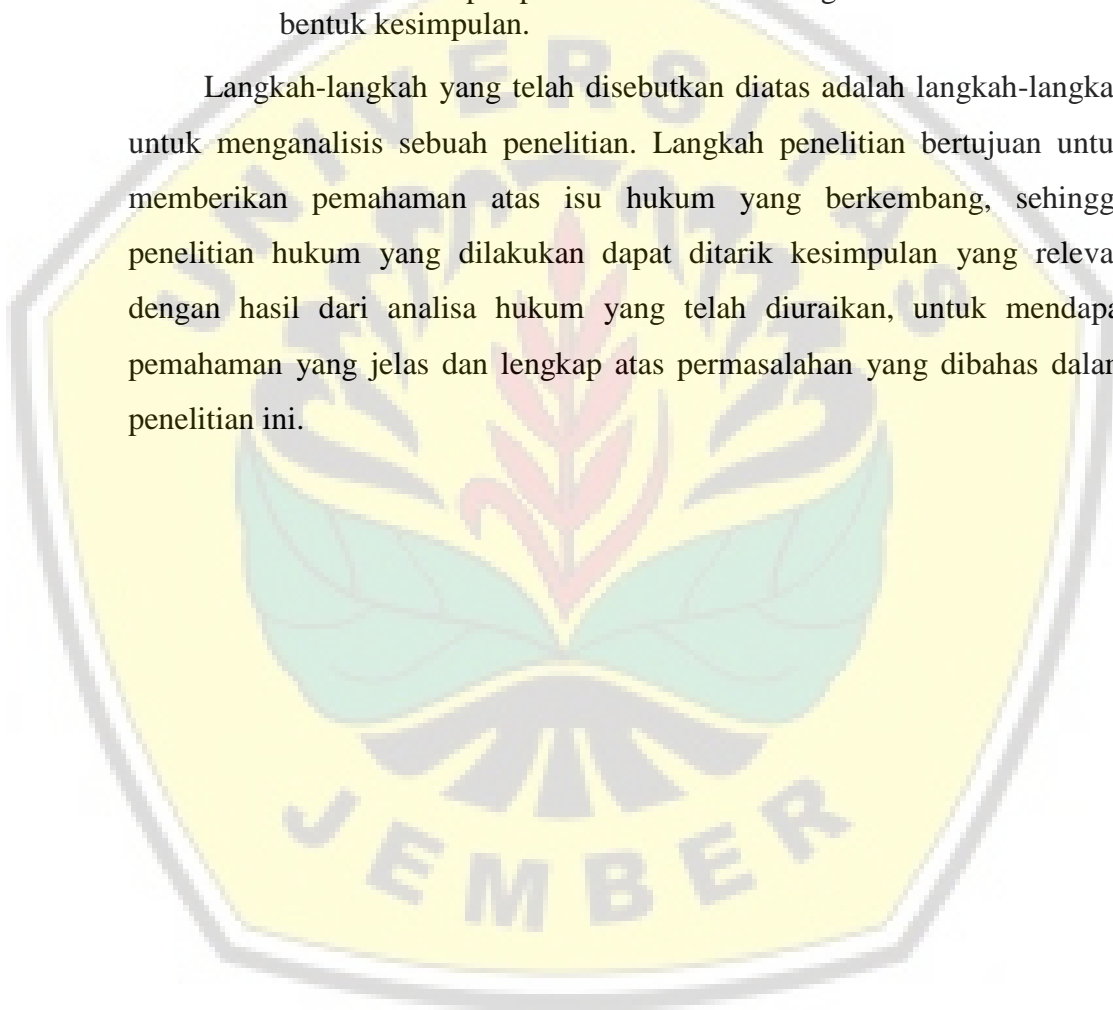 bentuk kesimpulan.
Langkah-langkah yang telah disebutkan diatas adalah langkah-langka
untuk menganalisis sebuah penelitian. Langkah penelitian bertujuan untu
memberikan pemahaman atas isu hukum yang berkembang, sehingg
penelitian hukum yang dilakukan dapat ditarik kesimpulan yang releva
dengan hasil dari analisa hukum yang telah diuraikan, untuk mendapa
pemahaman yang jelas dan lengkap atas permasalahan yang dibahas dalam
penelitian ini.
UNIVERSITAS
JEMBER